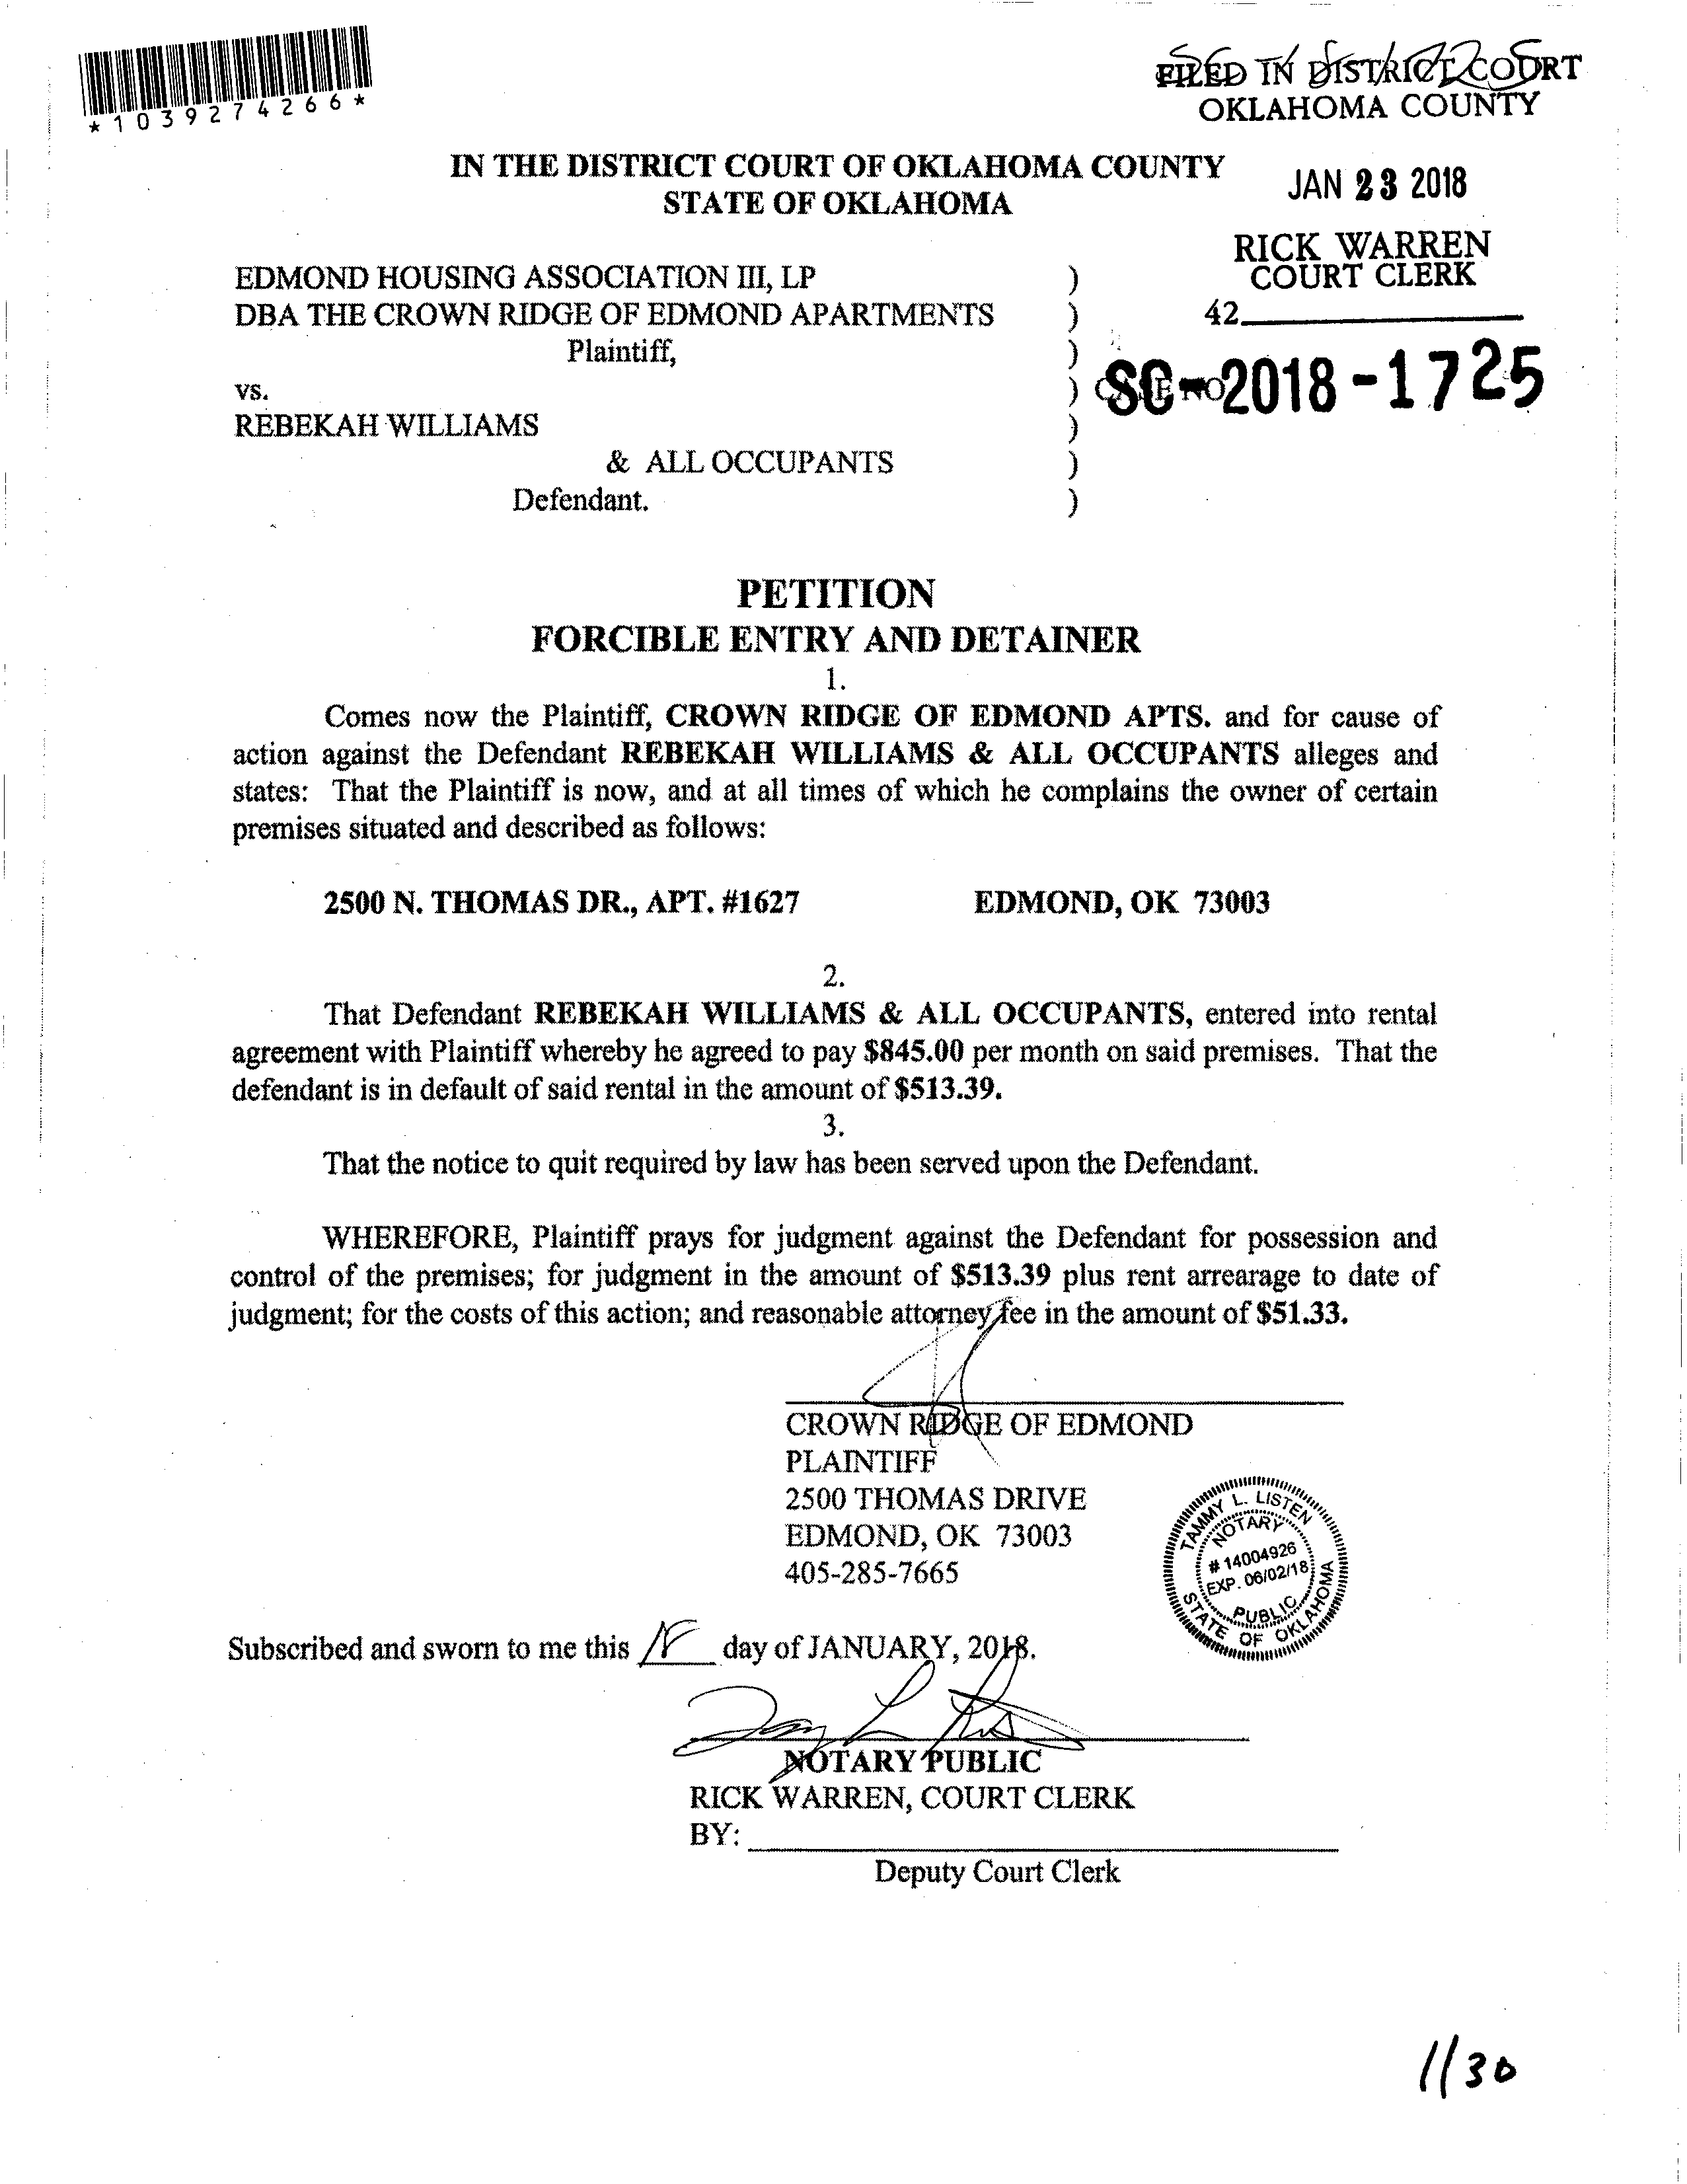 *1039274266*
FILED IN DISTRICT COURT
OKLAHOMA COUNTY
JAN 23 2018
RICK WARREN
COURT CLERK
42
SC-2018-1725
IN THE DISTRICT COURT OF OKLAHOMA COUNTY
STATE OF OKLAHOMA
EDMOND HOUSING ASSOCIATION III, LP )
DBA THE CROWN RIDGE OF EDMOND APARTMENTS )
Plaintiff, )
vs. )
REBEKAH WILLIAMS )
& ALL OCCUPANTS )
Defendant. )
PETITION
FORCIBLE ENTRY AND DETAINER
1.
Comes now the Plaintiff, CROWN RIDGE OF EDMOND APTS. and for cause of
action against the Defendant REBEKAH WILLIAMS & ALL OCCUPANTS alleges and
states: That the Plaintiff is now, and at all times of which he complains the owner of certain
premises situated and described as follows:
2500 N. THOMAS DR., APT. #1627 EDMOND, OK 73003
2.
That Defendant REBEKAH WILLIAMS & ALL OCCUPANTS, entered into rental
agreement with Plaintiff whereby he agreed to pay $845.00 per month on said premises. That the
defendant is in default of said rental in the amount of $513.39.
3.
That the notice to quit required by law has been served upon the Defendant.
WHEREFORE, Plaintiff prays for judgment against the Defendant for possession and
control of the premises; for judgment in the amount of $513.39 plus rent arrearage to date of
judgment; for the costs of this action; and reasonable attorney fee in the amount of $51.33.
CROWN RIDGE OF EDMOND
PLAINTIFF
2500 THOMAS DRIVE
EDMOND, OK 73003
405-285-7665
TAMMY L. LISTEN
NOTARY
# 14004926
EXP. 06/02/18
PUBLIC
STATE OF OKLAHOMA
Subscribed and sworn to me this 18 day of JANUARY, 2018.
NOTARY PUBLIC
RICK WARREN, COURT CLERK
BY:
Deputy Court Clerk
1/30